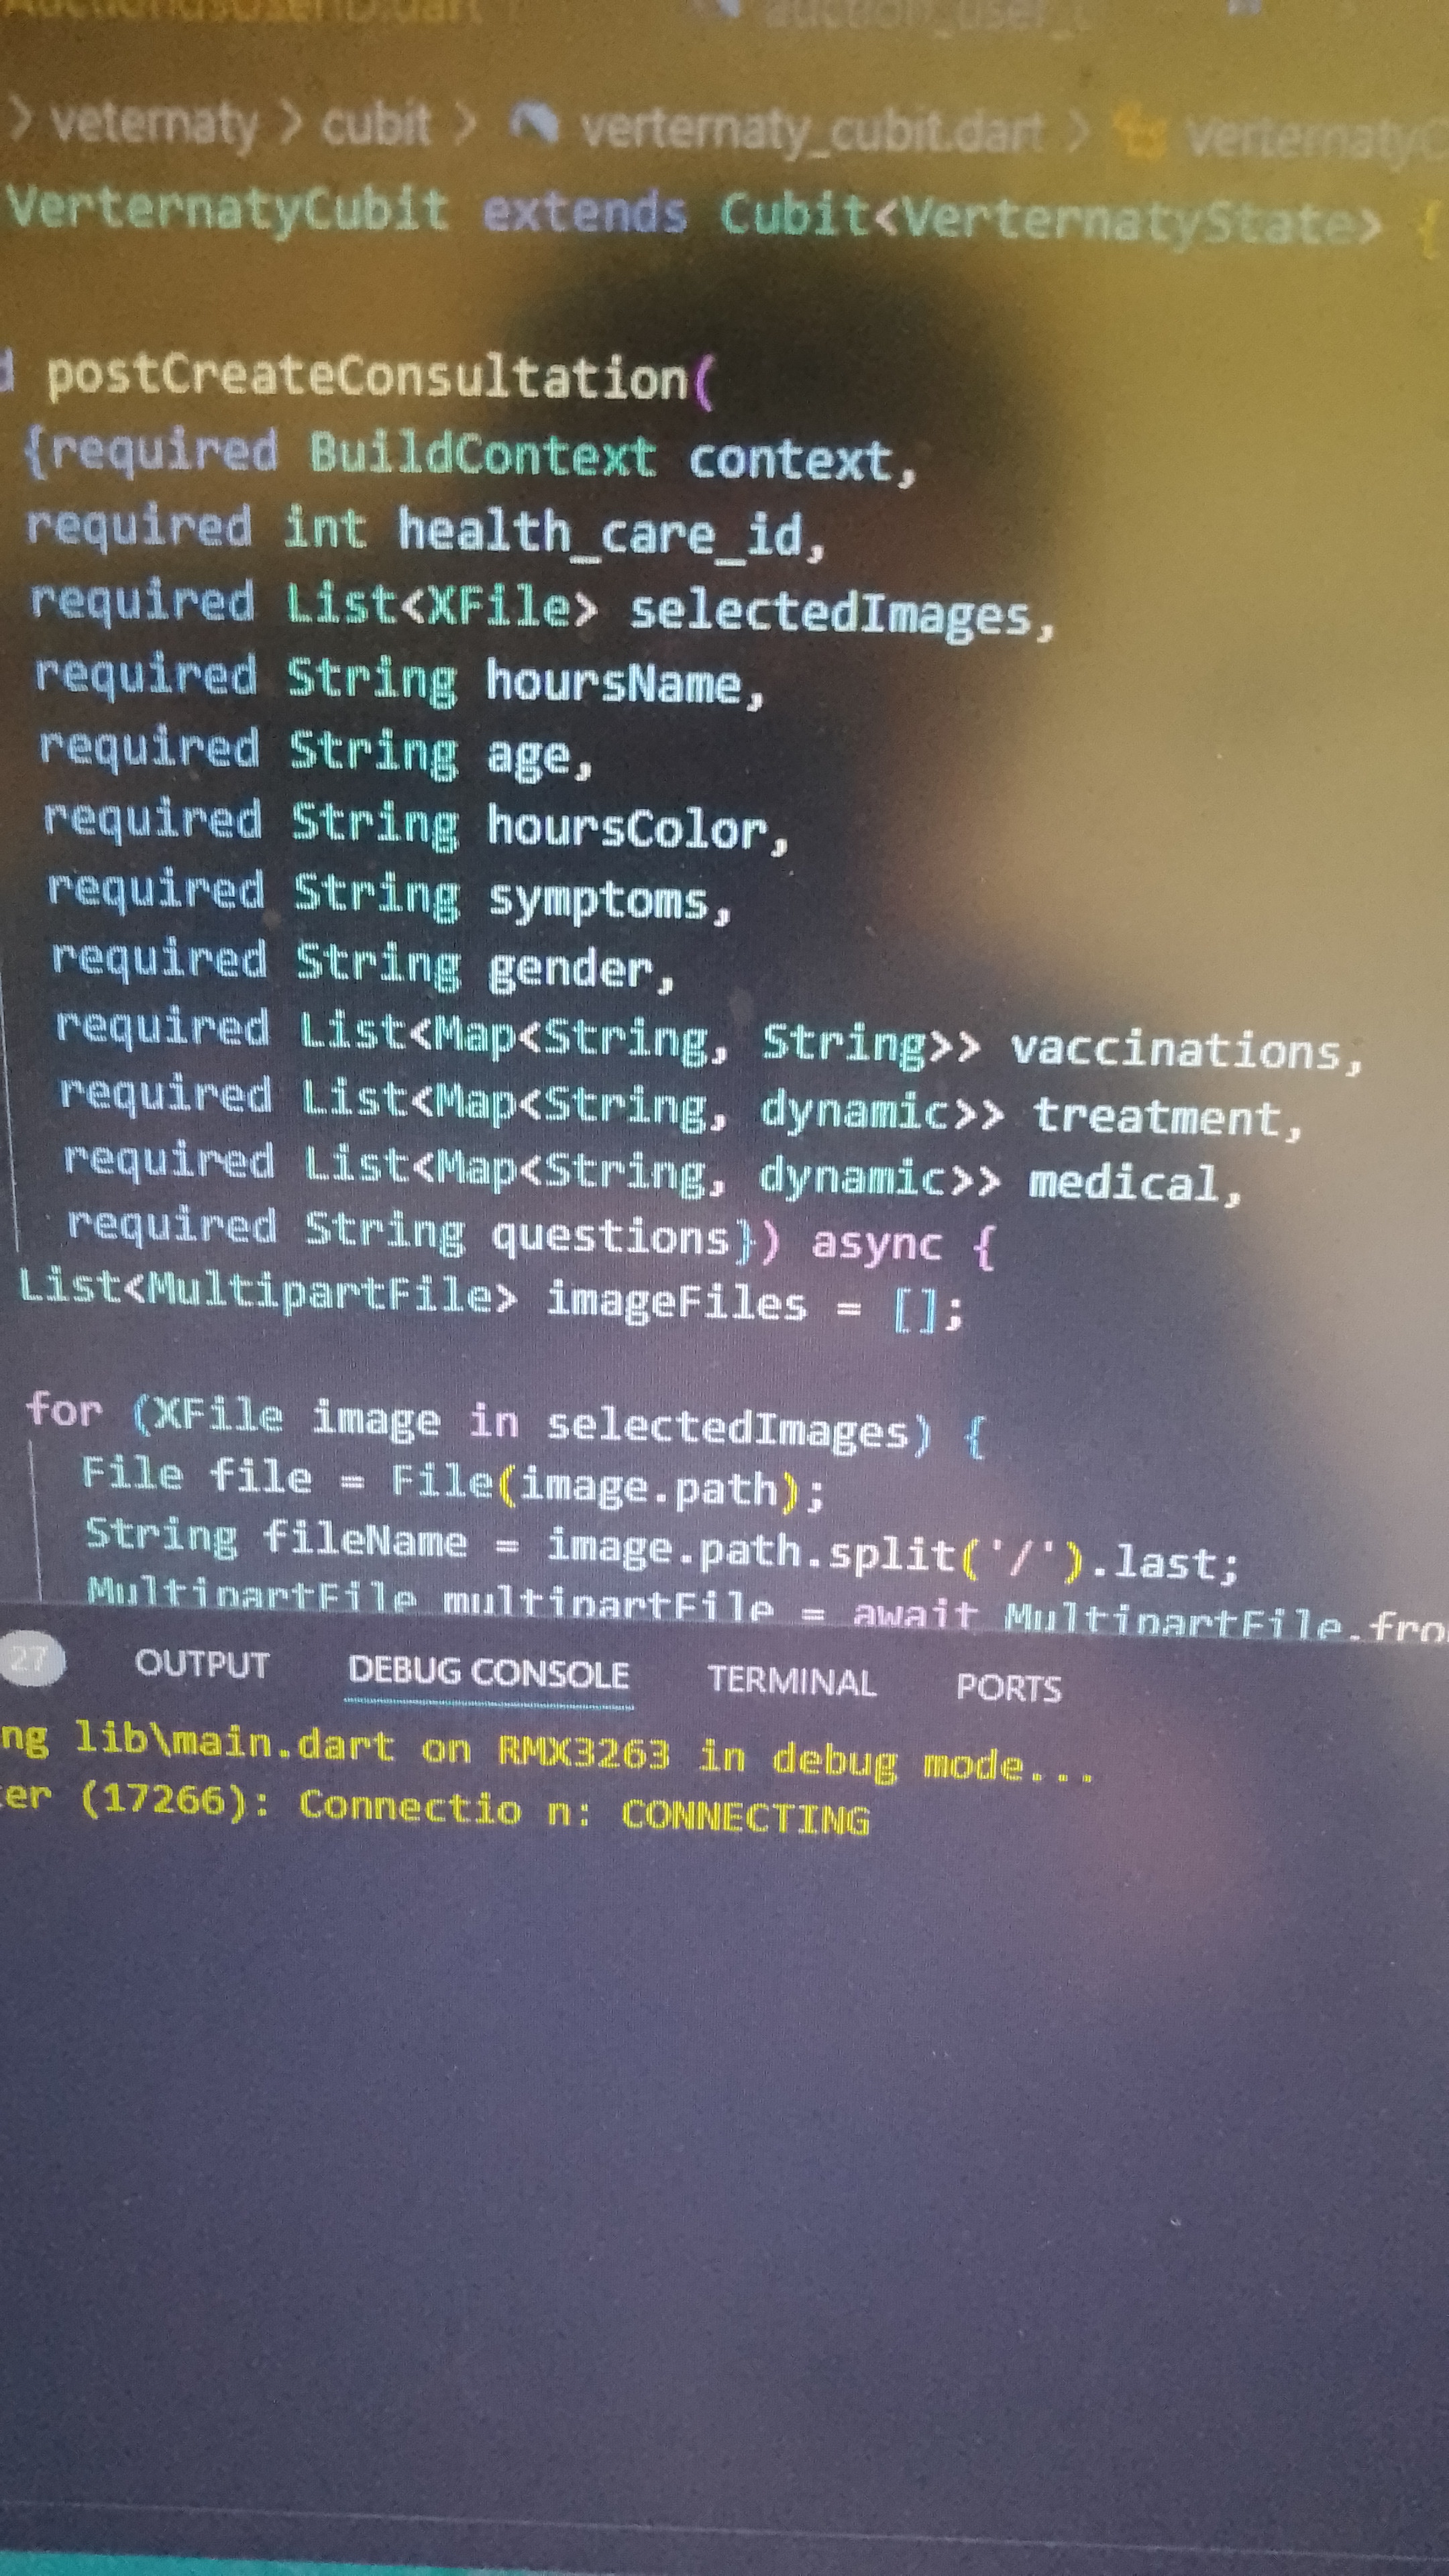 > veternaty > cubit > verternaty_cubit.dart > verternatyC
VerternatyCubit extends Cubit<VerternatyState> {
d postCreateConsultation(
{required BuildContext context,
required int health_care_id,
required List<XFile> selectedImages,
required String hoursName,
required String age,
required String hoursColor,
required String symptoms,
required String gender,
required List<Map<String, String>> vaccinations,
required List<Map<String, dynamic>> treatment,
required List<Map<String, dynamic>> medical,
required String questions}) async {
List<MultipartFile> imageFiles = [];
for (XFile image in selectedImages) {
File file = File(image.path);
String fileName = image.path.split('/').last;
MultipartFile multipartFile = await MultipartFile.fro
27 OUTPUT DEBUG CONSOLE TERMINAL PORTS
ng lib\main.dart on RMX3263 in debug mode...
ter (17266): Connectio n: CONNECTING